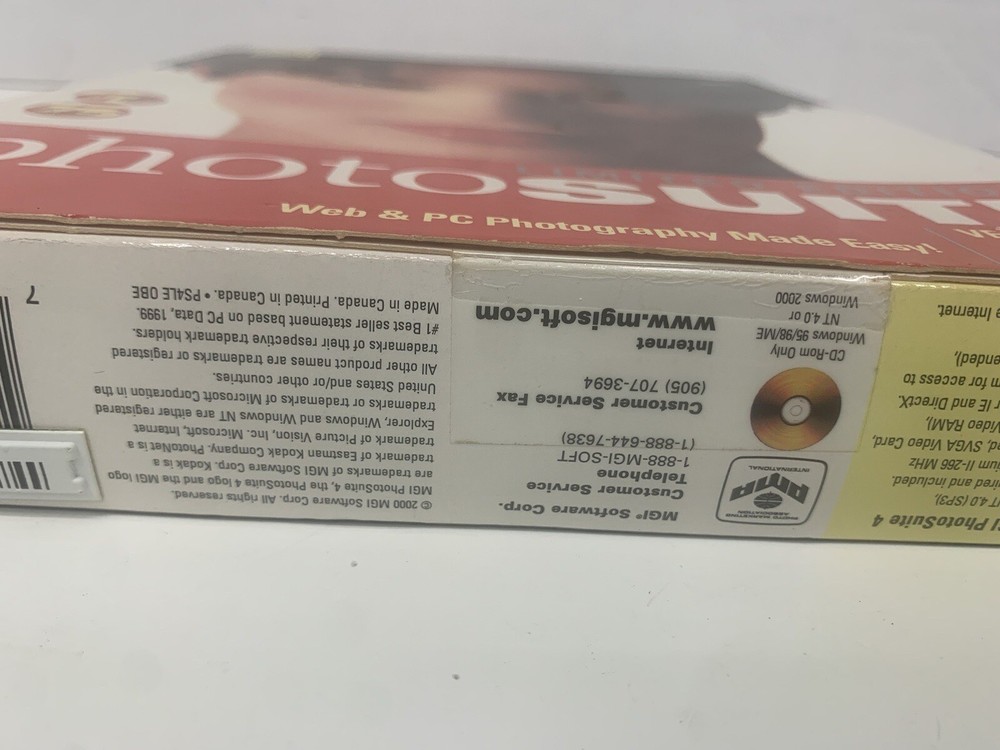 photosuit
Web & PC Photography Made Easy!
© 2000 MGI Software Corp. All rights reserved.
MGI PhotoSuite 4, the PhotoSuite 4 logo and the MGI logo
are trademarks of MGI Software Corp. Kodak is a
trademark of Eastman Kodak Company. PhotoNet is a
trademark of Picture Vision, Inc. Microsoft, Internet
Explorer, Windows and Windows NT are either registered
trademarks or trademarks of Microsoft Corporation in the
United States and/or other countries.
All other product names are trademarks or registered
trademarks of their respective trademark holders.
#1 Best seller statement based on PC Data, 1999.
Made in Canada. Printed in Canada. • PS4LE OBE
7
MGI® Software Corp.
Customer Service
Telephone
1-888-MGI-SOFT
(1-888-644-7638)
Customer Service Fax
(905) 707-3694
Internet
www.mgisoft.com
PMA
PHOTO MARKETING
ASSOCIATION
INTERNATIONAL
CD-Rom Only
Windows 95/98/ME
NT 4.0 or
Windows 2000
PhotoSuite 4
T 4.0 (SP3),
and included
II-266 MHz
SVGA Video Card,
Video RAM),
IE and DirectX.
for access to
Internet.